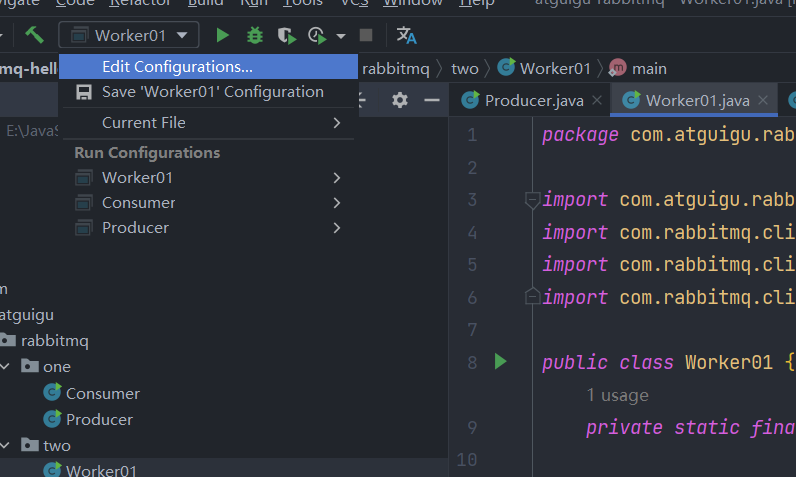 Code Refactor Build Run Tools VCS Window Help atguigu-rabbitmq Worker01.java
Worker01
mq-hell rabbitmq two Worker01 main
Edit Configurations...
Save 'Worker01' Configuration
Current File
Run Configurations
Worker01
Consumer
Producer
E:\JavaS
Producer.java
Worker01.java
1 package com.atguigu.rabb
2
3 import com.atguigu.rabb
4 import com.rabbitmq.cli
5 import com.rabbitmq.cli
6 import com.rabbitmq.cli
7
8 public class Worker01 {
1 usage
9 private static fina
10
m
atguigu
rabbitmq
one
Consumer
Producer
two
Worker01